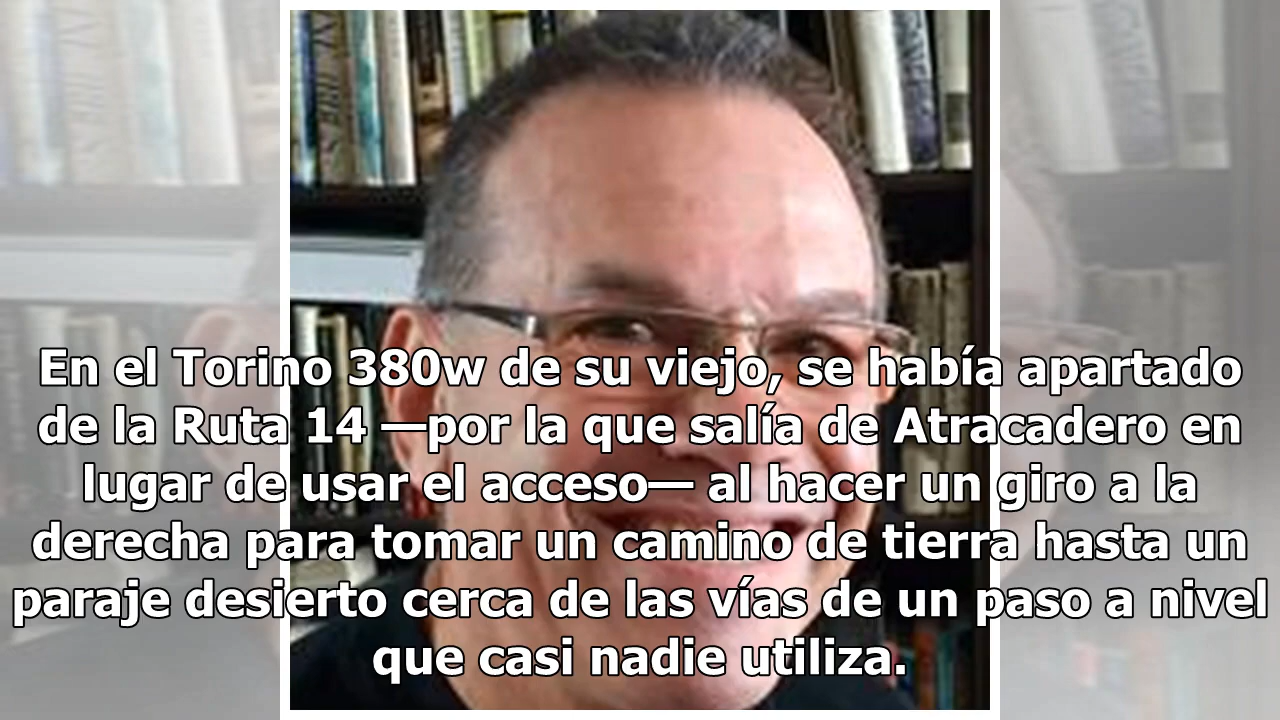 En el Torino 380w de su viejo, se había apartado
de la Ruta 14 —por la que salía de Atracadero en
lugar de usar el acceso— al hacer un giro a la
derecha para tomar un camino de tierra hasta un
paraje desierto cerca de las vías de un paso a nivel
que casi nadie utiliza.